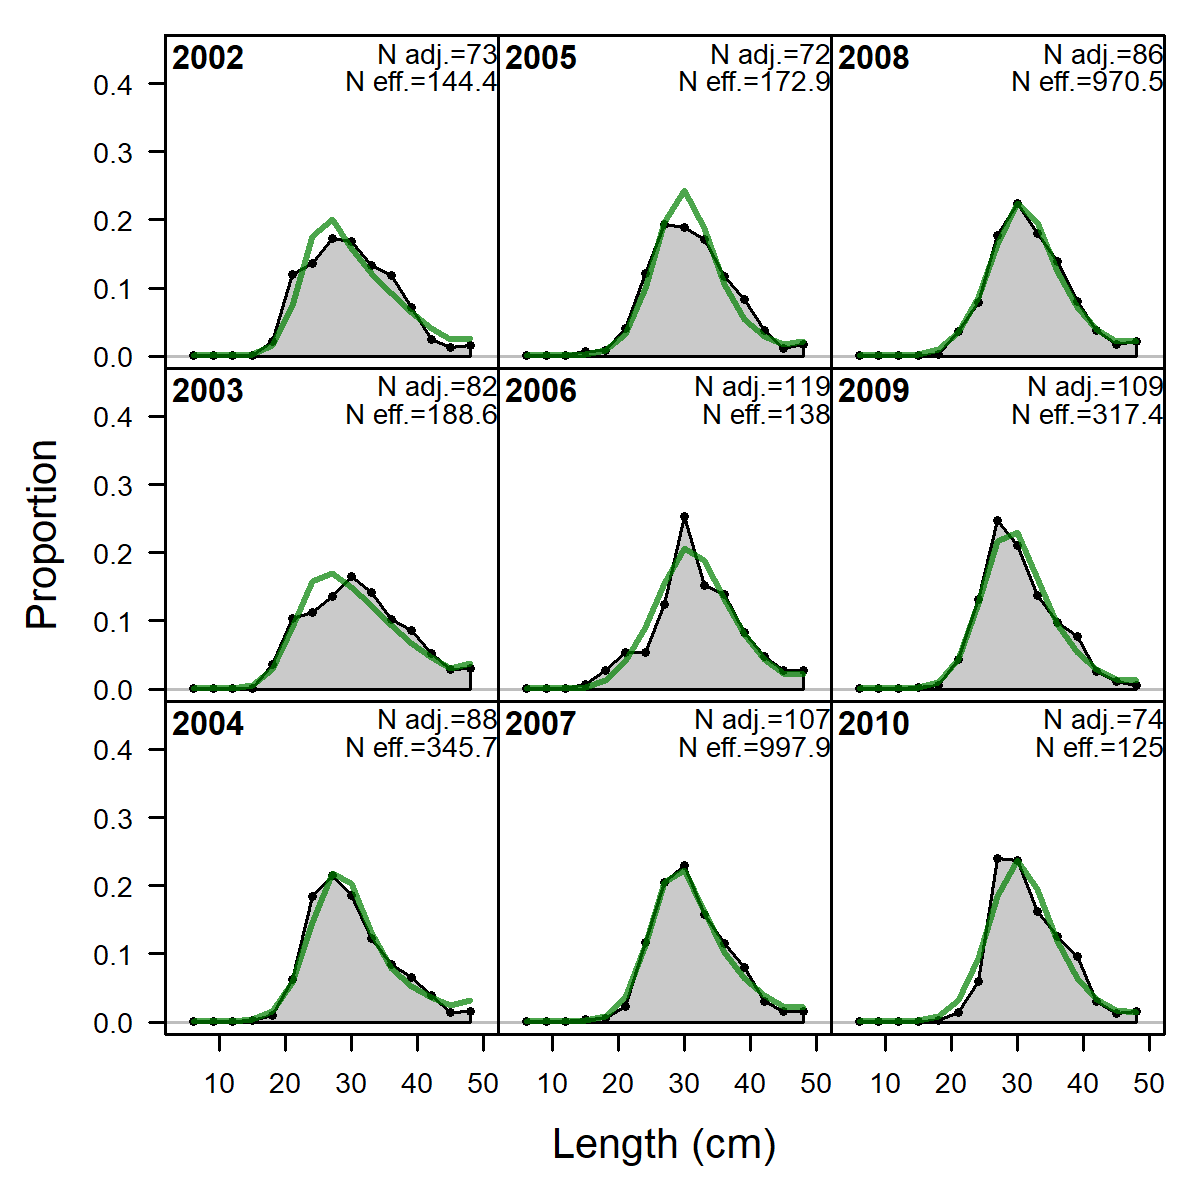 2002
N adj.=73
N eff.=144.4
2005
N adj.=72
N eff.=172.9
2008
N adj.=86
N eff.=970.5
0.4
0.3
0.2
0.1
0.0
2003
N adj.=82
N eff.=188.6
2006
N adj.=119
N eff.=138
2009
N adj.=109
N eff.=317.4
0.4
0.3
0.2
0.1
0.0
Proportion
2004
N adj.=88
N eff.=345.7
2007
N adj.=107
N eff.=997.9
2010
N adj.=74
N eff.=125
0.4
0.3
0.2
0.1
0.0
10 20 30 40 50 10 20 30 40 50 10 20 30 40 50
Length (cm)